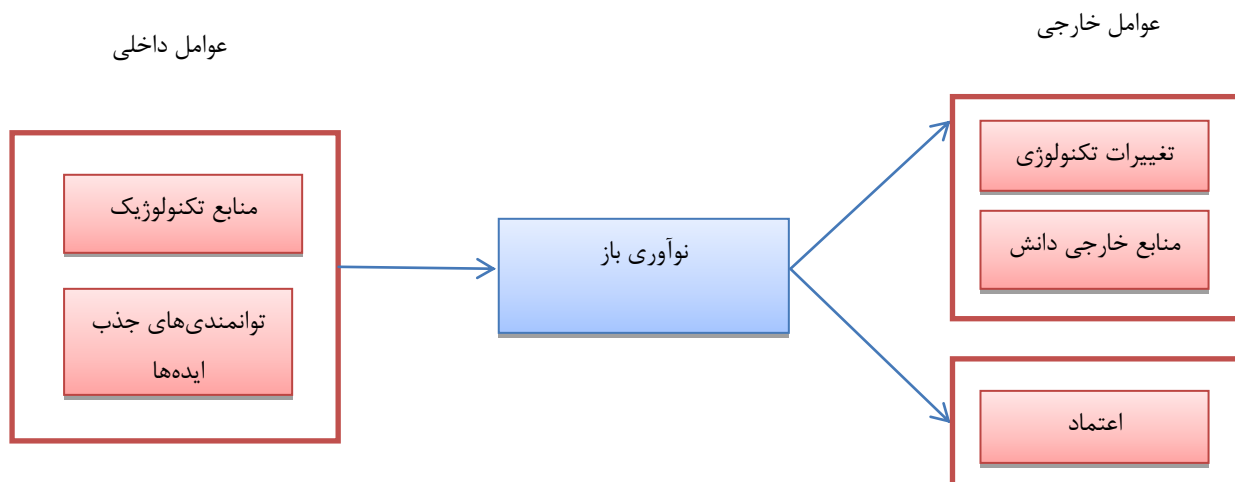 عوامل خارجی
عوامل داخلی
تغییرات تکنولوژی
منابع خارجی دانش
اعتماد
نوآوری باز
منابع تکنولوژیک
توانمندی‌های جذب
ایده‌ها